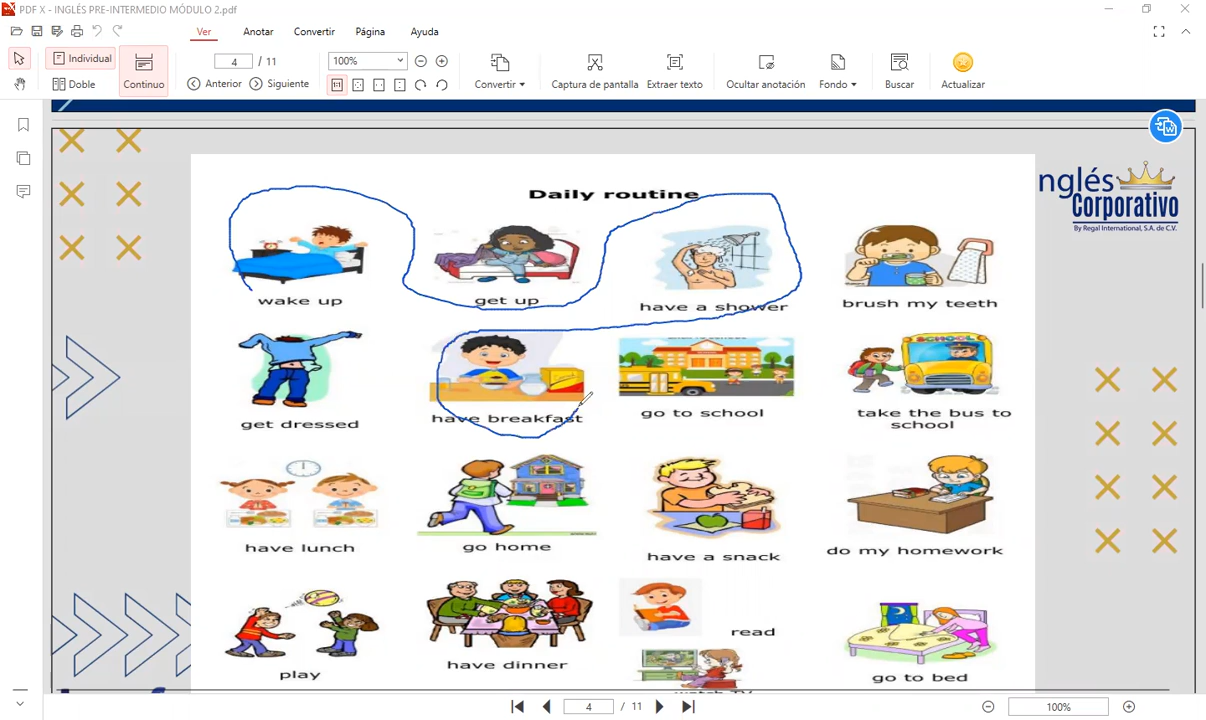 PDF X - INGLÉS PRE-INTERMEDIO MÓDULO 2.pdf
Ver Anotar Convertir Página Ayuda
Individual
Doble
Continuo
4 / 11
Anterior Siguiente
100%
Convertir
Captura de pantalla
Extraer texto
Ocultar anotación
Fondo
Buscar
Actualizar
nglés
Corporativo
By Regal International, S.A. de C.V.
Daily routine
wake up
get up
have a shower
brush my teeth
get dressed
have breakfast
go to school
SCHOOL
take the bus to
school
have lunch
go home
have a snack
do my homework
play
have dinner
read
watch TV
go to bed
4 / 11
100%